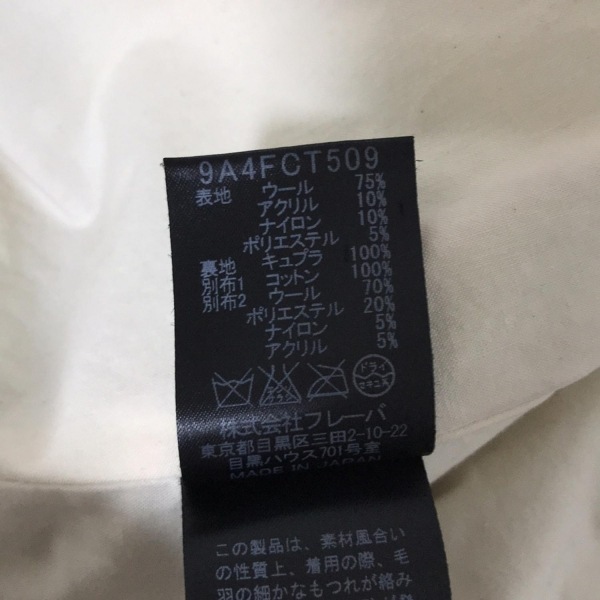 9A4FCT509
表地 ウール 75%
アクリル 10%
ナイロン 10%
ポリエステル 5%
裏地 キュプラ 100%
別布1 コットン 100%
別布2 ウール 70%
ポリエステル 20%
ナイロン 5%
アクリル 5%
ドライ
セキユ系
株式会社フレーバ
東京都目黒区三田2-10-22
目黒ハウス701号室
MADE IN JAPAN
この製品は、素材風合い
の性質上、着用の際、毛
羽の細かなもつれが絡み